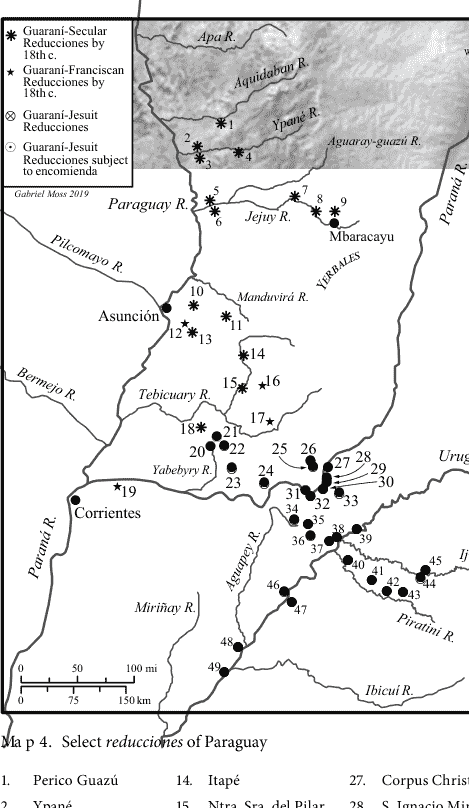 Guaraní-Secular
Reducciones by
18th c.
Guaraní-Franciscan
Reducciones by
18th c.
Guaraní-Jesuit
Reducciones
Guaraní-Jesuit
Reducciones subject
to encomienda
Gabriel Moss 2019
Apa R.
Aquidaban R.
1
Ypané R.
2
3
4
Aguaray-guazú R.
Paraná R.
5
6
7
8
9
Paraguay R.
Jejuy R.
Mbaracayu
Pilcomayo R.
YERBALES
10
Manduvirá R.
Asunción
11
12
13
14
Bermejo R.
15
16
Tebicuary R.
17
18
21
20
22
25
26
27
28
29
30
Yabebyry R.
23
24
31
32
33
19
Corrientes
34
35
36
37
38
39
Paraná R.
Aguapey R.
40
41
42
43
44
45
Piratini R.
Miriñay R.
46
47
48
49
Ibicuí R.
0 50 100 mi
0 75 150 km
Map 4. Select reducciones of Paraguay
1. Perico Guazú 14. Itapé 27. Corpus Christ
2. Ypané 15. Ntra. Sra. del Pilar 28. S. Ignacio Min